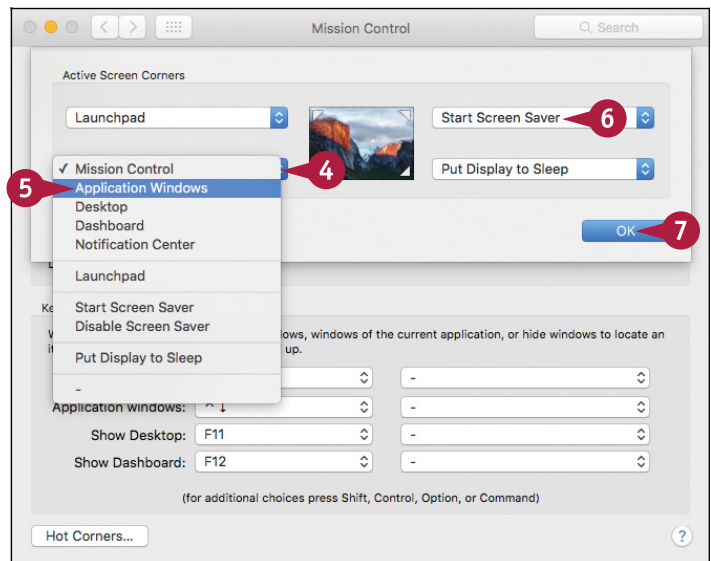 Mission Control
Search
Active Screen Corners
Launchpad
Start Screen Saver
6
✓ Mission Control
4
Put Display to Sleep
5
Application Windows
Desktop
Dashboard
Notification Center
OK
7
Launchpad
Start Screen Saver
Disable Screen Saver
Put Display to Sleep
-
lows, windows of the current application, or hide windows to locate an
up.
-
Application windows: ^ ↓ -
Show Desktop: F11 -
Show Dashboard: F12 -
(for additional choices press Shift, Control, Option, or Command)
Hot Corners...
?